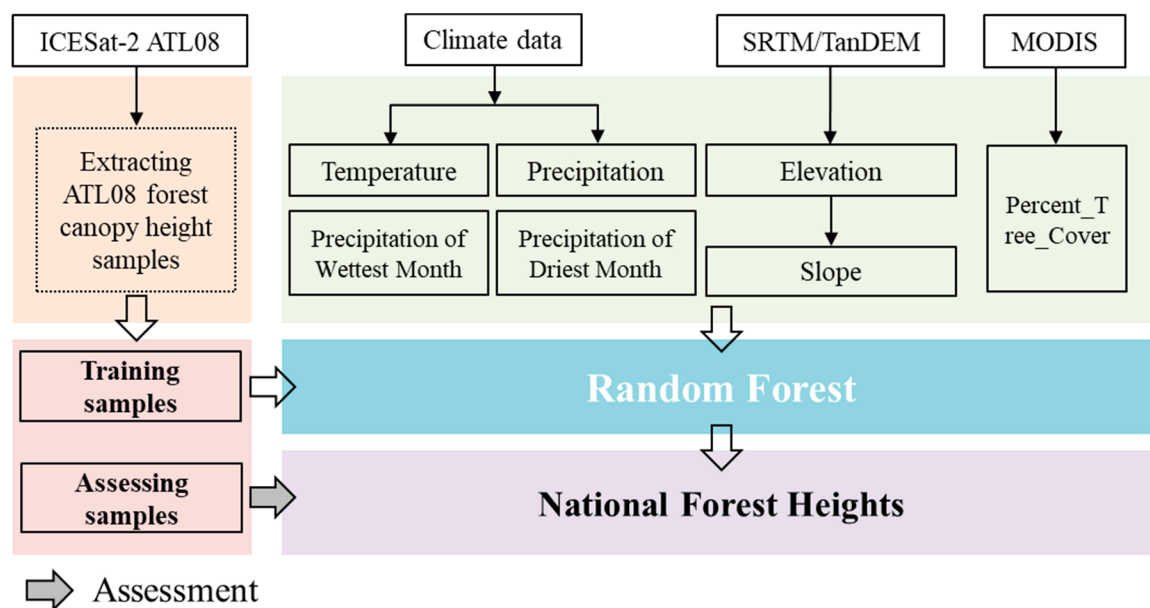 ICESat-2 ATL08
Climate data
SRTM/TanDEM
MODIS
Extracting
ATL08 forest
canopy height
samples
Temperature
Precipitation
Elevation
Percent_T
ree_Cover
Precipitation of
Wettest Month
Precipitation of
Driest Month
Slope
Training
samples
Random Forest
Assessing
samples
National Forest Heights
Assessment